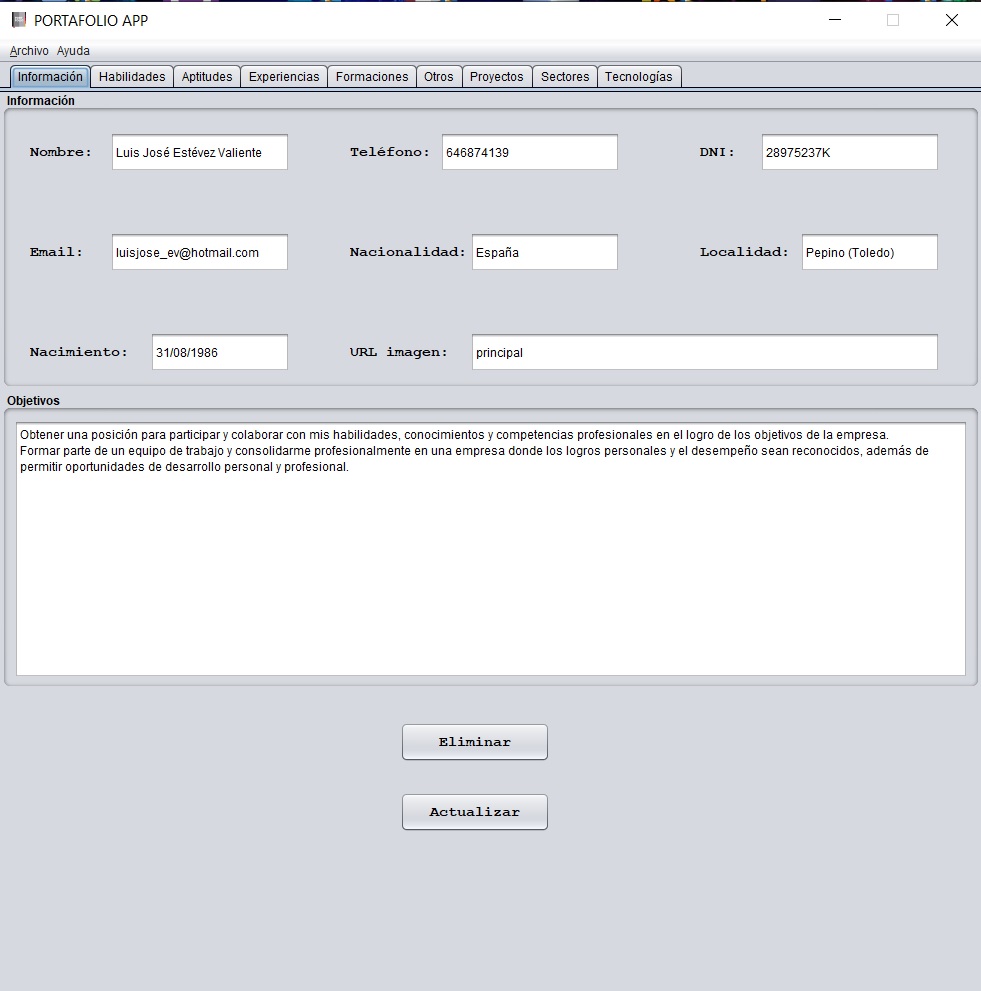 PORTAFOLIO APP
Archivo Ayuda
Información Habilidades Aptitudes Experiencias Formaciones Otros Proyectos Sectores Tecnologías
Información
Nombre: Luis José Estévez Valiente Teléfono: 646874139 DNI: 28975237K
Email: luisjose_ev@hotmail.com Nacionalidad: España Localidad: Pepino (Toledo)
Nacimiento: 31/08/1986 URL imagen: principal
Objetivos
Obtener una posición para participar y colaborar con mis habilidades, conocimientos y competencias profesionales en el logro de los objetivos de la empresa.
Formar parte de un equipo de trabajo y consolidarme profesionalmente en una empresa donde los logros personales y el desempeño sean reconocidos, además de
permitir oportunidades de desarrollo personal y profesional.
Eliminar
Actualizar